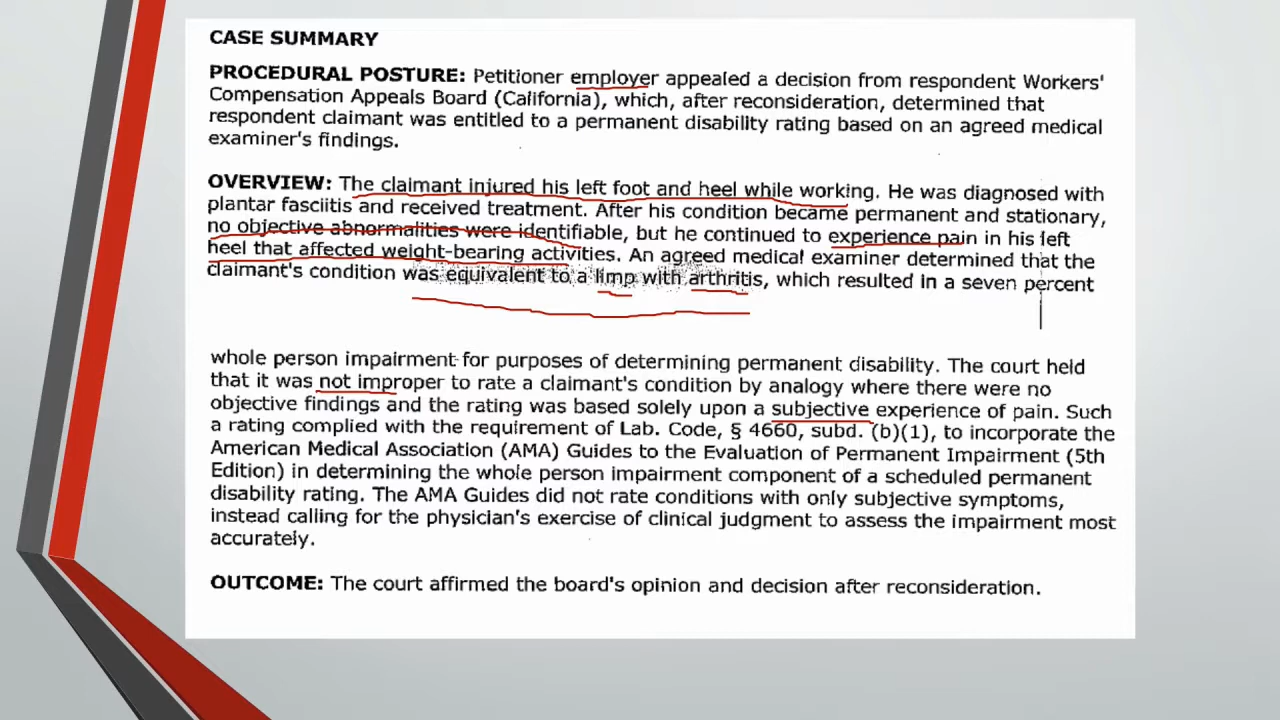 CASE SUMMARY
PROCEDURAL POSTURE: Petitioner employer appealed a decision from respondent Workers'
Compensation Appeals Board (California), which, after reconsideration, determined that
respondent claimant was entitled to a permanent disability rating based on an agreed medical
examiner's findings.
OVERVIEW: The claimant injured his left foot and heel while working. He was diagnosed with
plantar fasciitis and received treatment. After his condition became permanent and stationary,
no objective abnormalities were identifiable, but he continued to experience pain in his left
heel that affected weight-bearing activities. An agreed medical examiner determined that the
claimant's condition was equivalent to a limp with arthritis, which resulted in a seven percent
whole person impairment for purposes of determining permanent disability. The court held
that it was not improper to rate a claimant's condition by analogy where there were no
objective findings and the rating was based solely upon a subjective experience of pain. Such
a rating complied with the requirement of Lab. Code, § 4660, subd. (b)(1), to incorporate the
American Medical Association (AMA) Guides to the Evaluation of Permanent Impairment (5th
Edition) in determining the whole person impairment component of a scheduled permanent
disability rating. The AMA Guides did not rate conditions with only subjective symptoms,
instead calling for the physician's exercise of clinical judgment to assess the impairment most
accurately.
OUTCOME: The court affirmed the board's opinion and decision after reconsideration.